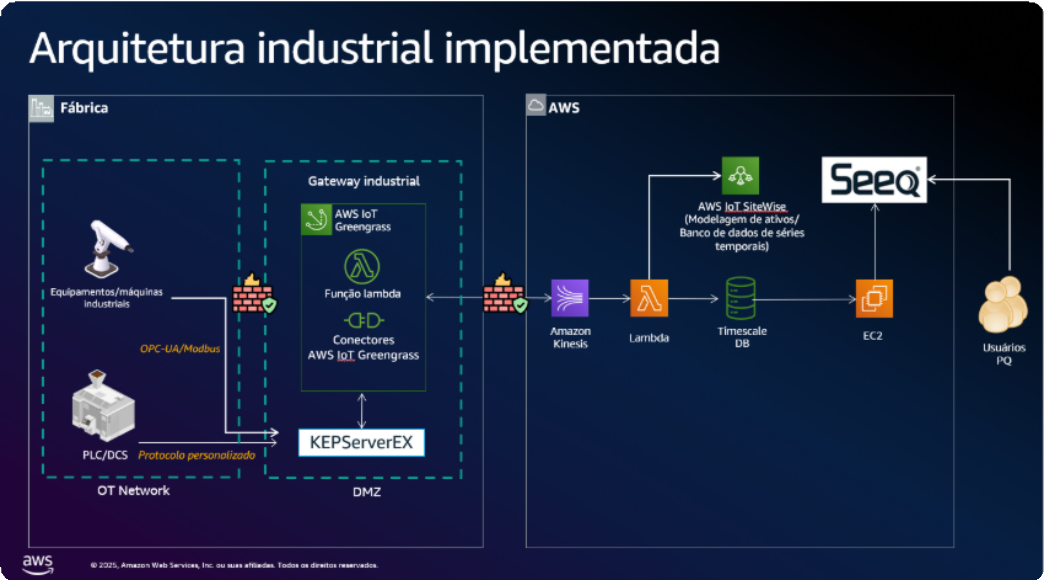 Arquitetura industrial implementada
Fábrica
AWS
Gateway industrial
AWS IoT
Greengrass
Função lambda
Conectores
AWS IoT Greengrass
KEPServerEX
DMZ
Equipamentos/máquinas
industriais
OPC-UA/Modbus
PLC/DCS
Protocolo personalizado
OT Network
Amazon
Kinesis
Lambda
AWS IoT SiteWise
(Modelagem de ativos/
Banco de dados de séries
temporais)
Timescale
DB
Seeq®
EC2
Usuários
PQ
aws
© 2025, Amazon Web Services, Inc. ou suas afiliadas. Todos os direitos reservados.